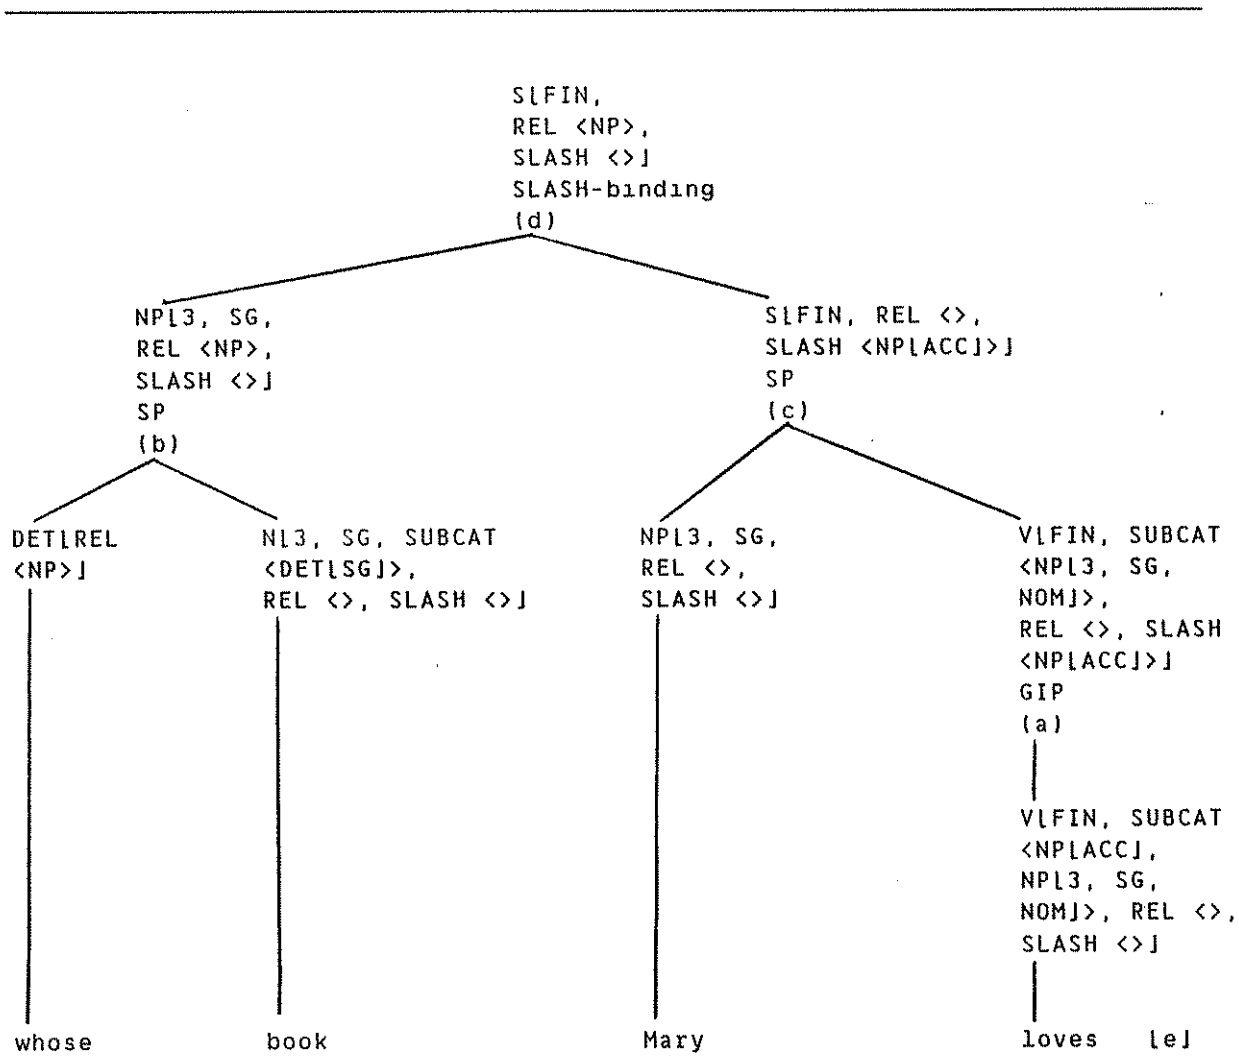 S[FIN,
REL <NP>,
SLASH <>]
SLASH-binding
(d)
NP[3, SG,
REL <NP>,
SLASH <>]
SP
(b)
S[FIN, REL <>,
SLASH <NP[ACC]>]
SP
(c)
DET[REL
<NP>]
N[3, SG, SUBCAT
<DET[SG]>,
REL <>, SLASH <>]
NP[3, SG,
REL <>,
SLASH <>]
V[FIN, SUBCAT
<NP[3, SG,
NOM]>,
REL <>, SLASH
<NP[ACC]>]
GIP
(a)
V[FIN, SUBCAT
<NP[ACC],
NP[3, SG,
NOM]>, REL <>,
SLASH <>]
whose book Mary loves [e]